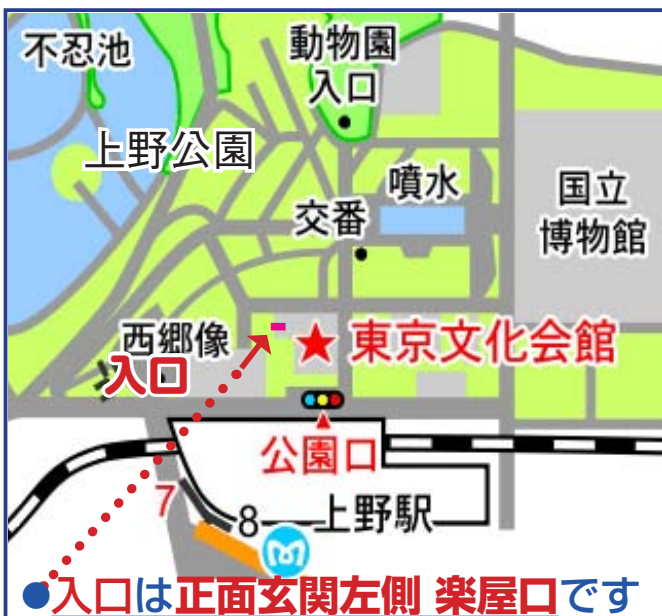 不忍池
動物園
入口
上野公園
噴水
国立
博物館
交番
西郷像
入口
東京文化会館
公園口
7
8
上野駅
●入口は正面玄関左側 楽屋口です